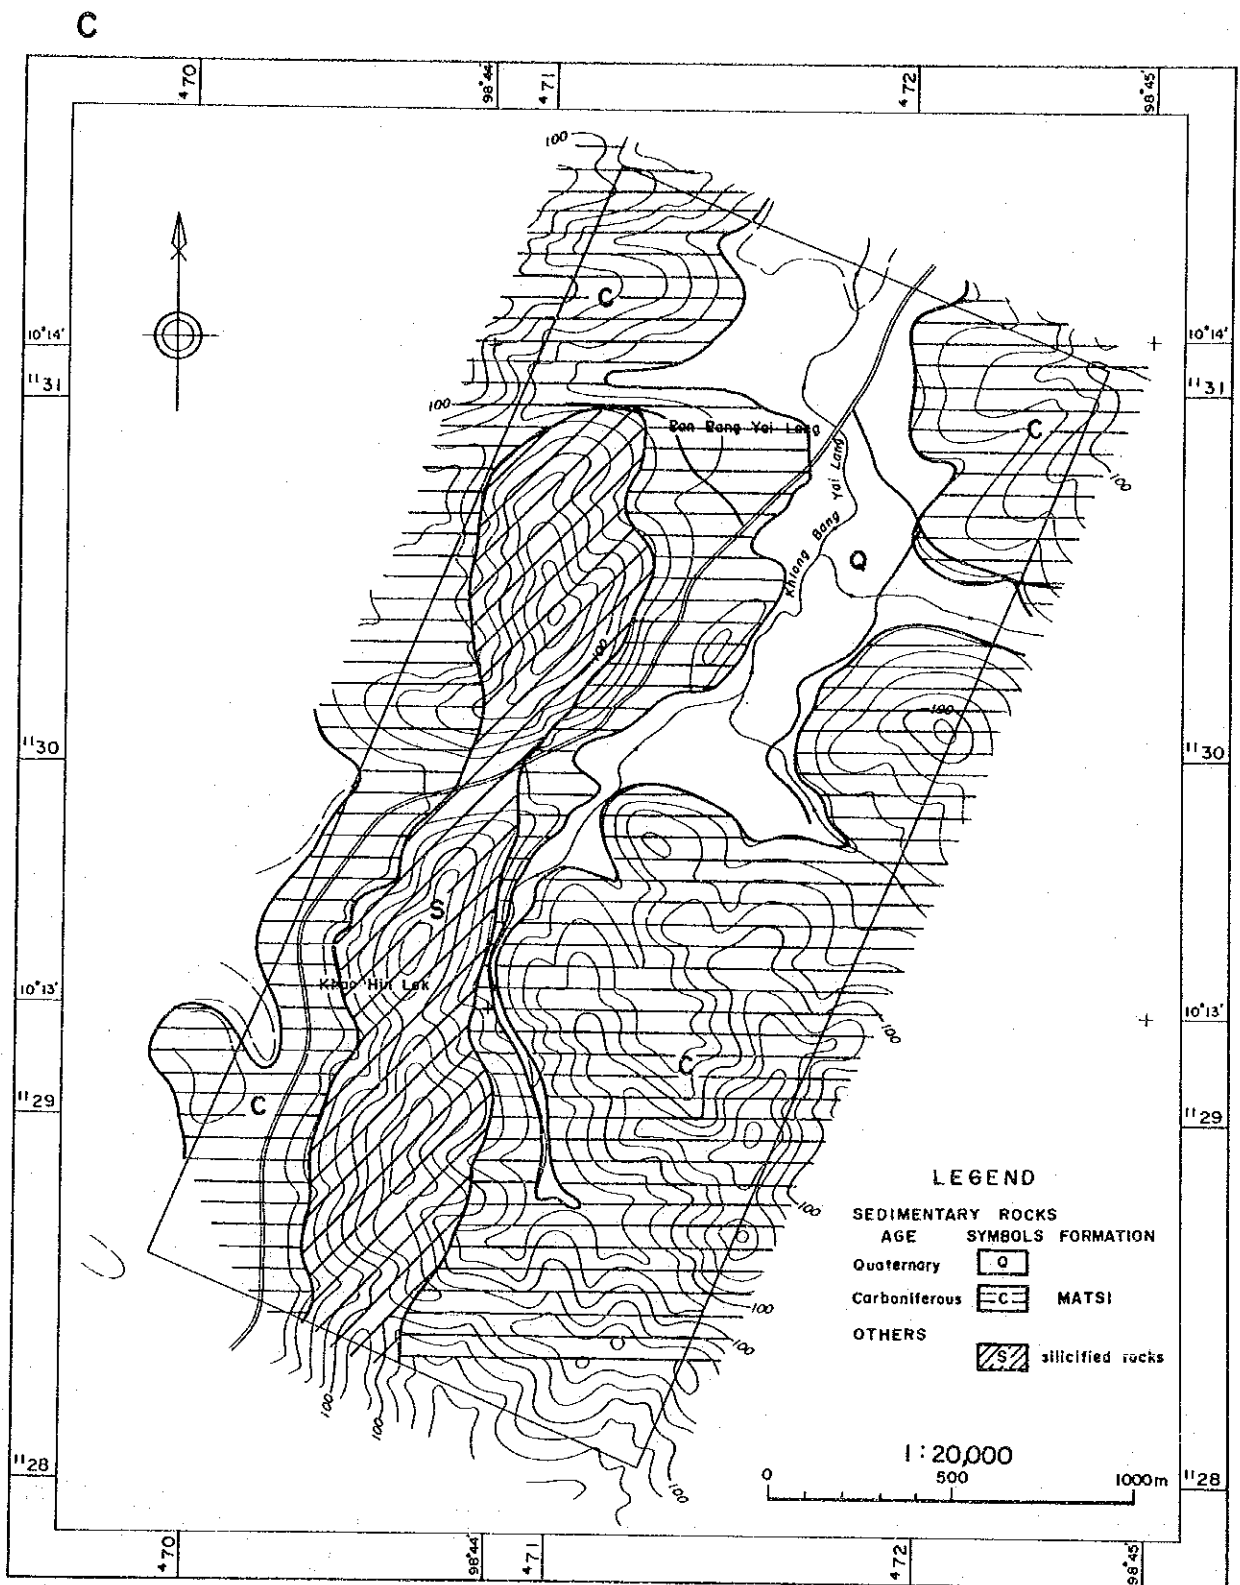 C
⁴70
98°44'
⁴71
⁴72
98°45'
100
C
10°14'
10°14'
¹¹31
¹¹31
100
Ban Bang Yai Lang
C
Khlong Bang Yai Lang
100
Q
100
100
¹¹30
¹¹30
S
Khao Hin Lek
10°13'
10°13'
100
C
C
¹¹29
¹¹29
LEGEND
100
SEDIMENTARY ROCKS
AGE SYMBOLS FORMATION
Quaternary Q
Carboniferous C MATSI
100
OTHERS
100
S silicified rocks
100
100
1:20,000
¹¹28
0 500 1000m
¹¹28
100
⁴70
98°44'
⁴71
⁴72
98°45'